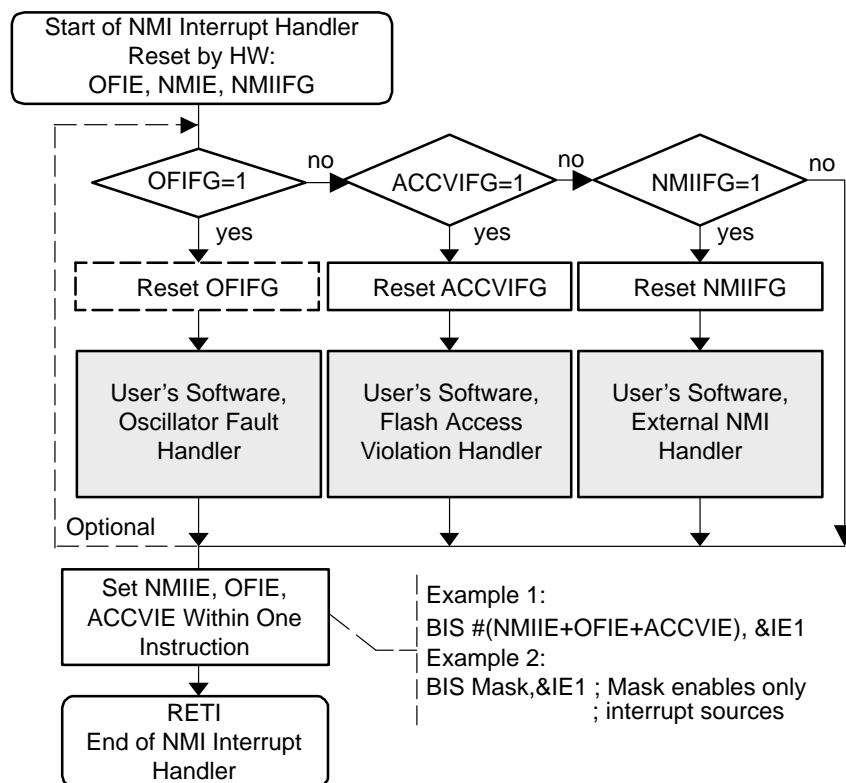 Start of NMI Interrupt Handler
Reset by HW:
OFIE, NMIE, NMIIFG
OFIFG=1
no
ACCVIFG=1
no
NMIIFG=1
no
yes
yes
yes
Reset OFIFG
Reset ACCVIFG
Reset NMIIFG
User's Software,
Oscillator Fault
Handler
User's Software,
Flash Access
Violation Handler
User's Software,
External NMI
Handler
Optional
Set NMIIE, OFIE,
ACCVIE Within One
Instruction
Example 1:
BIS #(NMIIE+OFIE+ACCVIE), &IE1
Example 2:
BIS Mask,&IE1 ; Mask enables only
; interrupt sources
RETI
End of NMI Interrupt
Handler